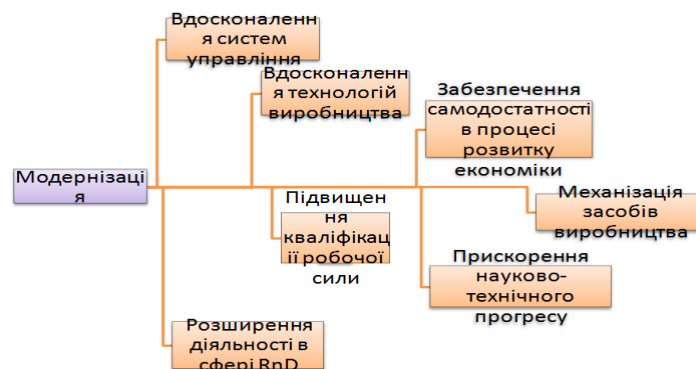 Вдосконаленн
я систем
управління
Вдосконаленн
я технологій
виробництва
Забезпечення
самодостатності
в процесі
розвитку
економіки
Модернізаці
я
Підвищен
ня
кваліфікац
ії робочої
сили
Механізація
засобів
виробництва
Прискорення
науково-
технічного
прогресу
Розширення
діяльності в
сфері RnD